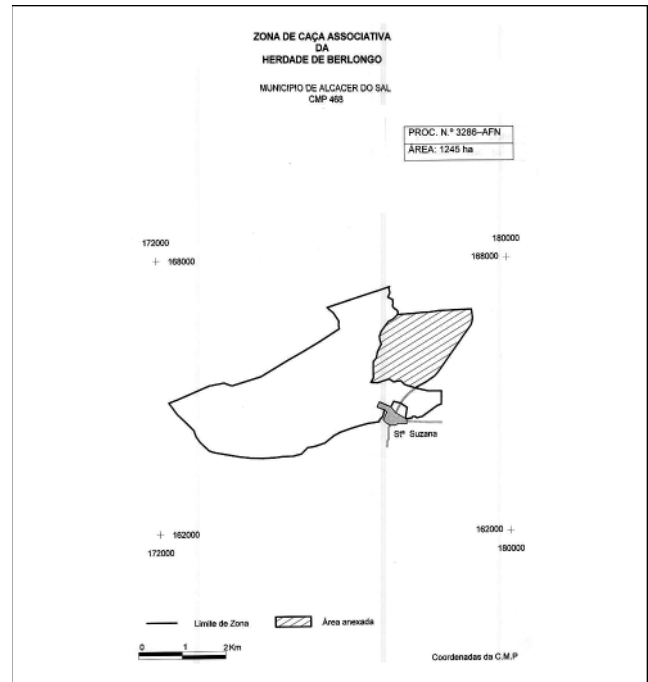 ZONA DE CAÇA ASSOCIATIVA
DA
HERDADE DE BERLONGO
MUNICIPIO DE ALCACER DO SAL
CMP 468
PROC. N.º 3286–AFN
ÁREA: 1245 ha
172000
168000
180000
168000
Stª Suzana
162000
172000
162000
180000
Limite de Zona
Área anexada
0 1 2Km
Coordenadas da C.M.P